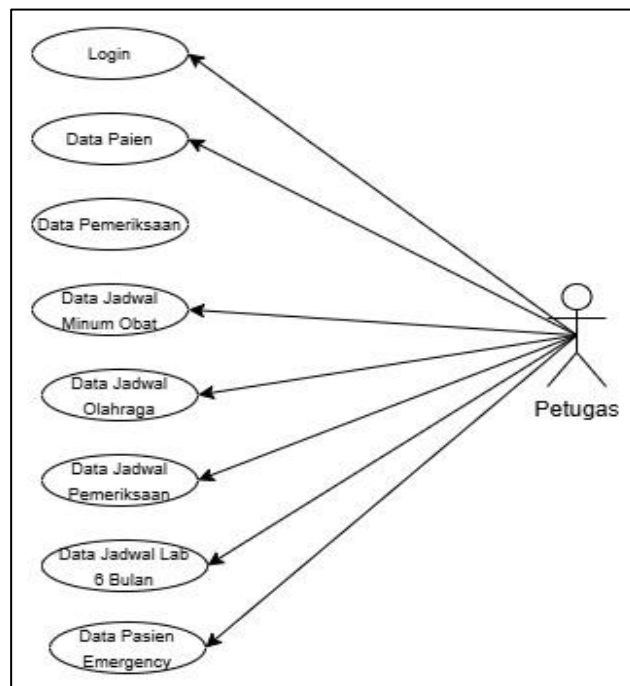 Login
Data Paien
Data Pemeriksaan
Data Jadwal
Minum Obat
Data Jadwal
Olahraga
Petugas
Data Jadwal
Pemeriksaan
Data Jadwal Lab
6 Bulan
Data Pasien
Emergency